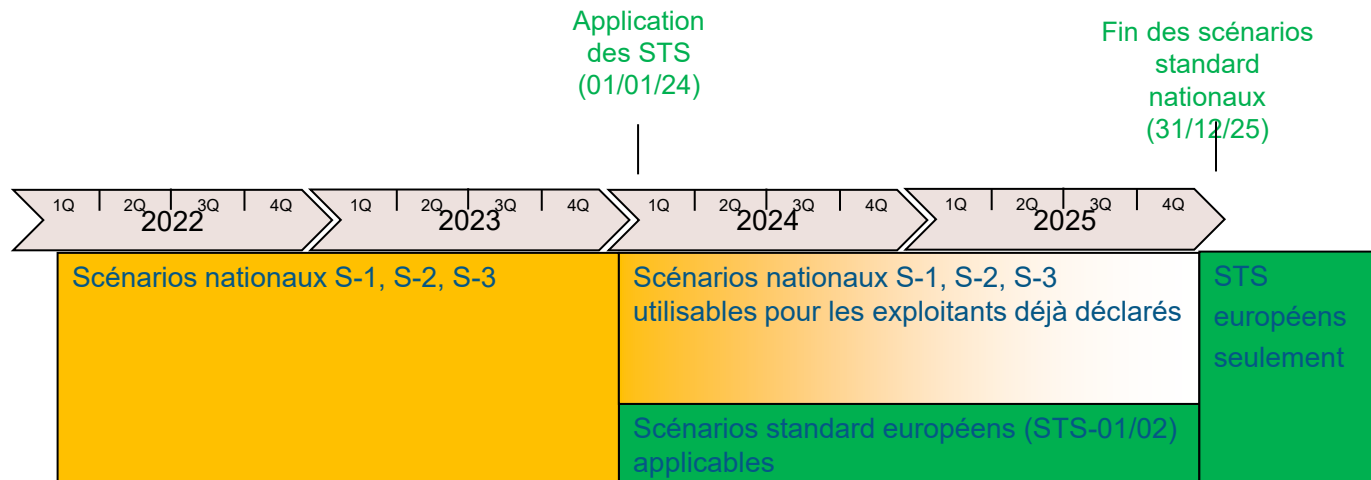 Application
des STS
(01/01/24)
Fin des scénarios
standard
nationaux
(31/12/25)
1Q 2Q 3Q 4Q 1Q 2Q 3Q 4Q 1Q 2Q 3Q 4Q 1Q 2Q 3Q 4Q
2022 2023 2024 2025
Scénarios nationaux S-1, S-2, S-3
Scénarios nationaux S-1, S-2, S-3
utilisables pour les exploitants déjà déclarés
Scénarios standard européens (STS-01/02)
applicables
STS
européens
seulement